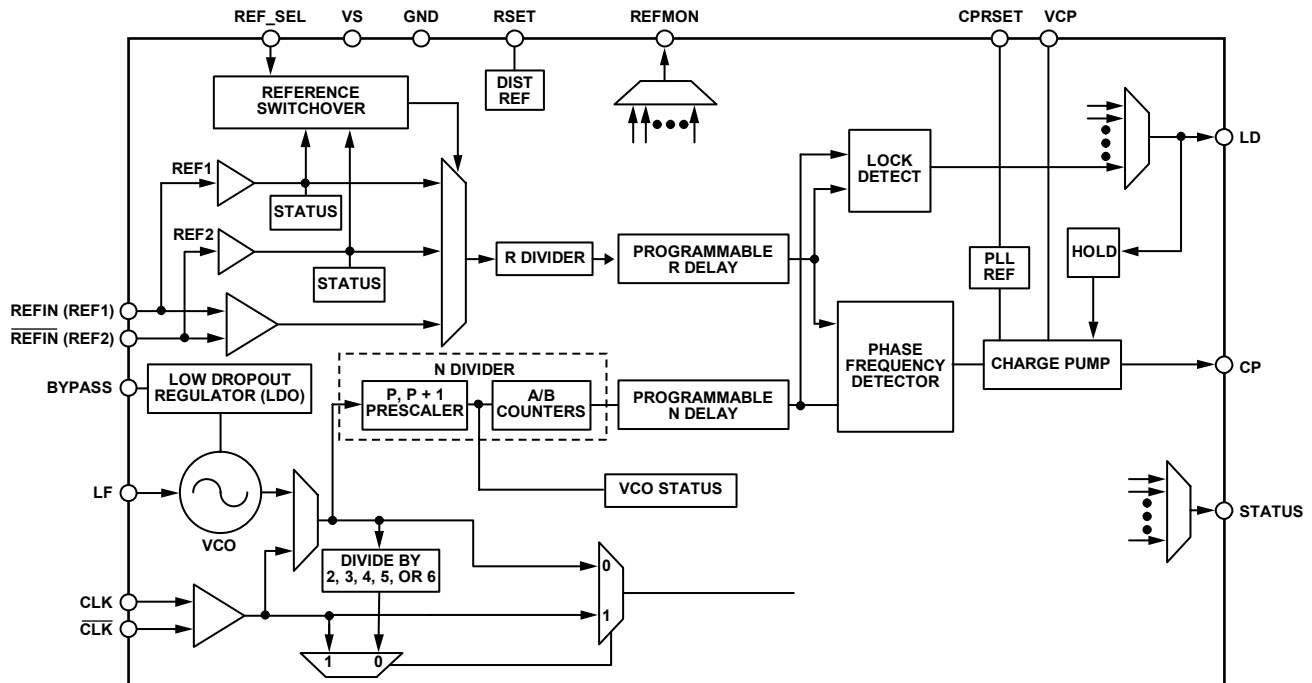 REF_SEL
VS
GND
RSET
REFMON
CPRSET
VCP
DIST
REF
REFERENCE
SWITCHOVER
REF1
STATUS
REF2
STATUS
LOCK
DETECT
LD
HOLD
PLL
REF
R DIVIDER
PROGRAMMABLE
R DELAY
REFIN (REF1)
REFIN (REF2)
PHASE
FREQUENCY
DETECTOR
CHARGE PUMP
CP
BYPASS
LOW DROPOUT
REGULATOR (LDO)
N DIVIDER
P, P + 1
PRESCALER
A/B
COUNTERS
PROGRAMMABLE
N DELAY
LF
VCO
VCO STATUS
STATUS
DIVIDE BY
2, 3, 4, 5, OR 6
0
1
CLK
CLK
1 0